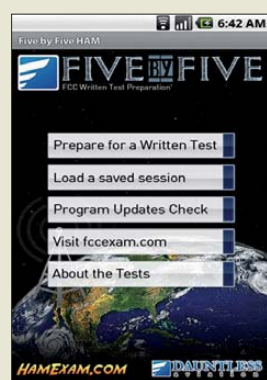 6:42 AM
Five by Five HAM
FIVE BY FIVE
FCC Written Test Preparation
Prepare for a Written Test
Load a saved session
Program Updates Check
Visit fccexam.com
About the Tests
HAMEXAM.COM
DAUNTLESS
aviation